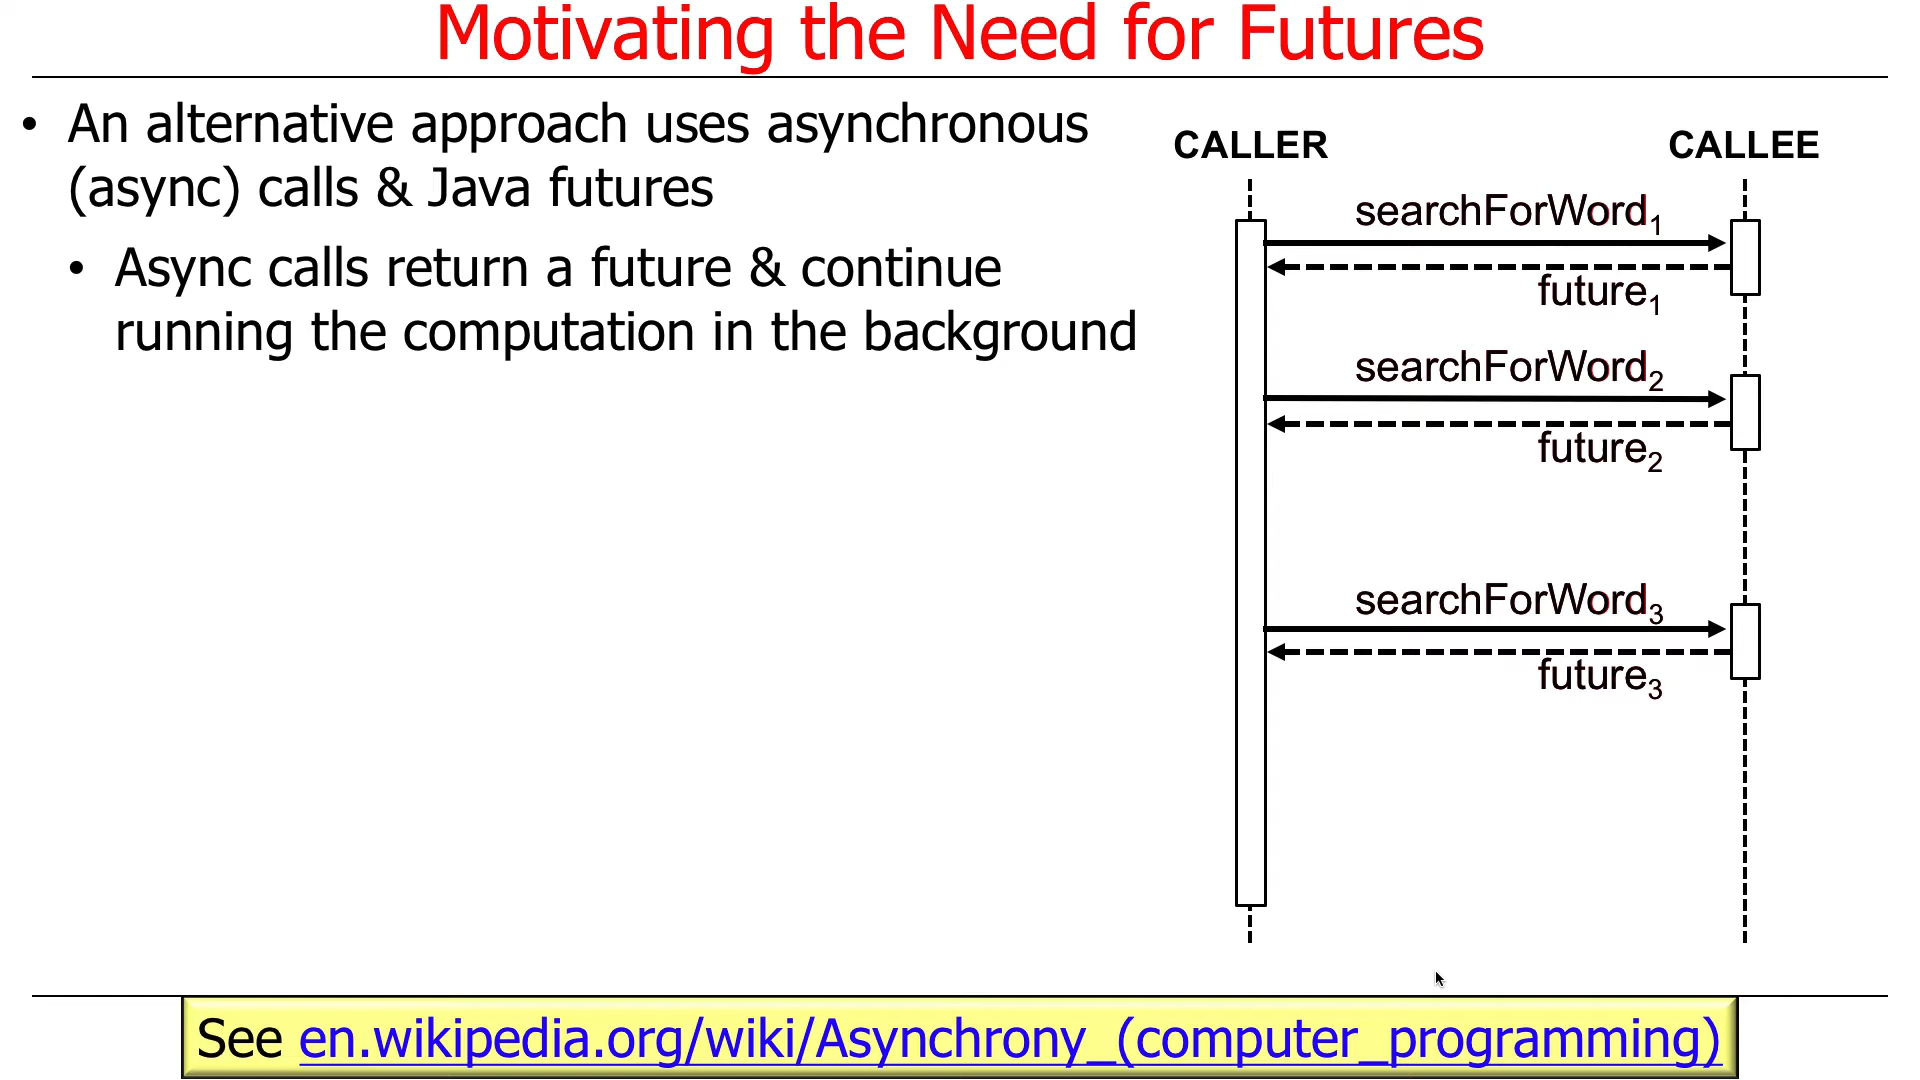 Motivating the Need for Futures
• An alternative approach uses asynchronous
(async) calls & Java futures
• Async calls return a future & continue
running the computation in the background
CALLER CALLEE
searchForWord₁
future₁
searchForWord₂
future₂
searchForWord₃
future₃
See en.wikipedia.org/wiki/Asynchrony_(computer_programming)